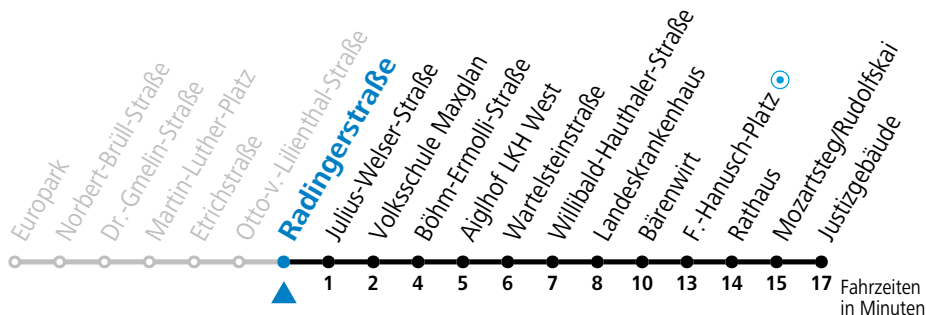 Europark
Norbert-Brüll-Straße
Dr.-Gmelin-Straße
Martin-Luther-Platz
Etrichstraße
Otto-v.-Lilienthal-Straße
Radingerstraße
Julius-Welser-Straße
Volksschule Maxglan
Böhm-Ermolli-Straße
Aiglhof LKH West
Wartelsteinstraße
Willibald-Hauthaler-Straße
Landeskrankenhaus
Bärenwirt
F.-Hanusch-Platz
Rathaus
Mozartsteg/Rudolfskai
Justizgebäude
1 2 4 5 6 7 8 10 13 14 15 17
Fahrzeiten
in Minuten